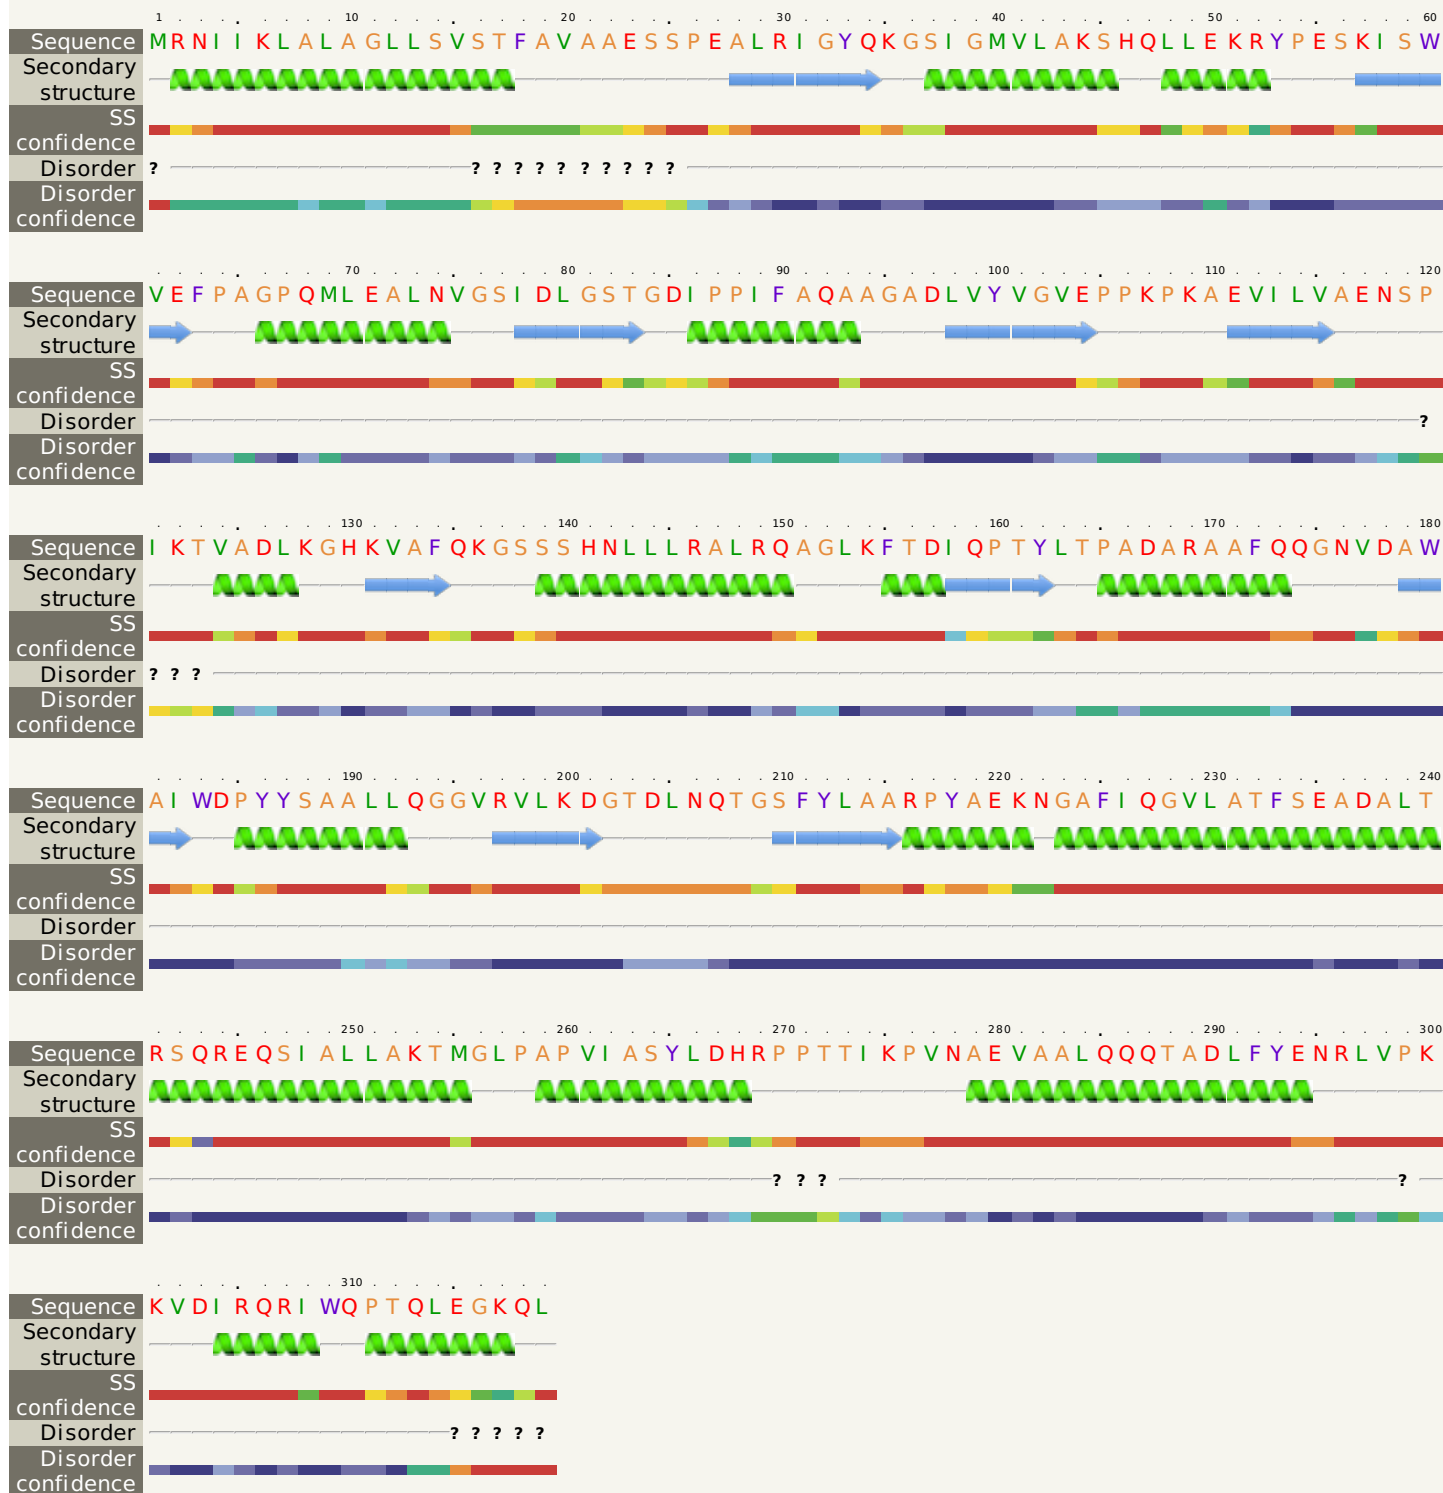 1 . . . . 10 . . . . 20 . . . . 30 . . . . 40 . . . . 50 . . . . 60
Sequence MRNIIKLALAGLLSVSTFAVAAESSPEALRIGYQKGSIGMVLAKSHQLLEKRYPESKISW
Secondary
structure
SS
confidence
Disorder ? ? ? ? ? ? ? ? ? ? ?
Disorder
confidence
. . . . 70 . . . . 80 . . . . 90 . . . . 100 . . . . 110 . . . . 120
Sequence VEFPAGPQMLEALNVGSIDLGSTGDIPPIFAQAAGADLVYVGVEPPKPKAEVILVAENSP
Secondary
structure
SS
confidence
Disorder ?
Disorder
confidence
. . . . 130 . . . . 140 . . . . 150 . . . . 160 . . . . 170 . . . . 180
Sequence IKTVADLKGHKVAFQKGSSSHNLLLRALRQAGLKFTDIQPTYLTPADARAAFQQGNVDAW
Secondary
structure
SS
confidence
Disorder ? ? ?
Disorder
confidence
. . . . 190 . . . . 200 . . . . 210 . . . . 220 . . . . 230 . . . . 240
Sequence AIWDPYYSAALLQGGVRVLKDGTDLNQTGSFYLAARPYAEKNGAFIQGVLATFSEADALT
Secondary
structure
SS
confidence
Disorder
Disorder
confidence
. . . . 250 . . . . 260 . . . . 270 . . . . 280 . . . . 290 . . . . 300
Sequence RSQREQSIALLAKTMGLPAPVIASYLDHRPPTTIKPVNAEVAALQQQTADLFYENRLVPK
Secondary
structure
SS
confidence
Disorder ? ? ? ?
Disorder
confidence
. . . . 310 . . . .
Sequence KVDIRQRIWQPTQLEGKQL
Secondary
structure
SS
confidence
Disorder ? ? ? ? ?
Disorder
confidence